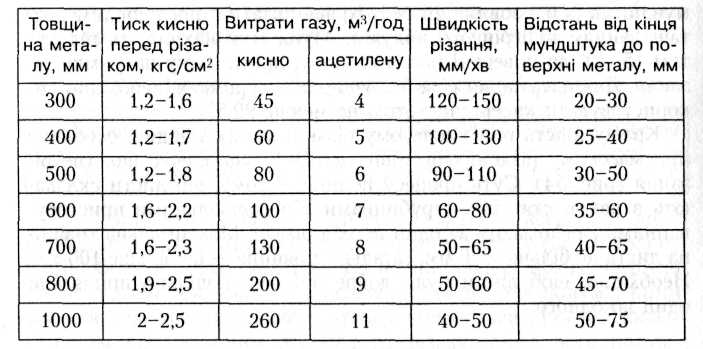 Товщи-
на мета-
лу, мм
Тиск кисню
перед різа-
ком, кгс/см²
Витрати газу, м³/год
кисню
ацетилену
Швидкість
різання,
мм/хв
Відстань від кінця
мундштука до по-
верхні металу, мм
300 1,2–1,6 45 4 120–150 20–30
400 1,2–1,7 60 5 100–130 25–40
500 1,2–1,8 80 6 90–110 30–50
600 1,6–2,2 100 7 60–80 35–60
700 1,6–2,3 130 8 50–65 40–65
800 1,9–2,5 200 9 50–60 45–70
1000 2–2,5 260 11 40–50 50–75